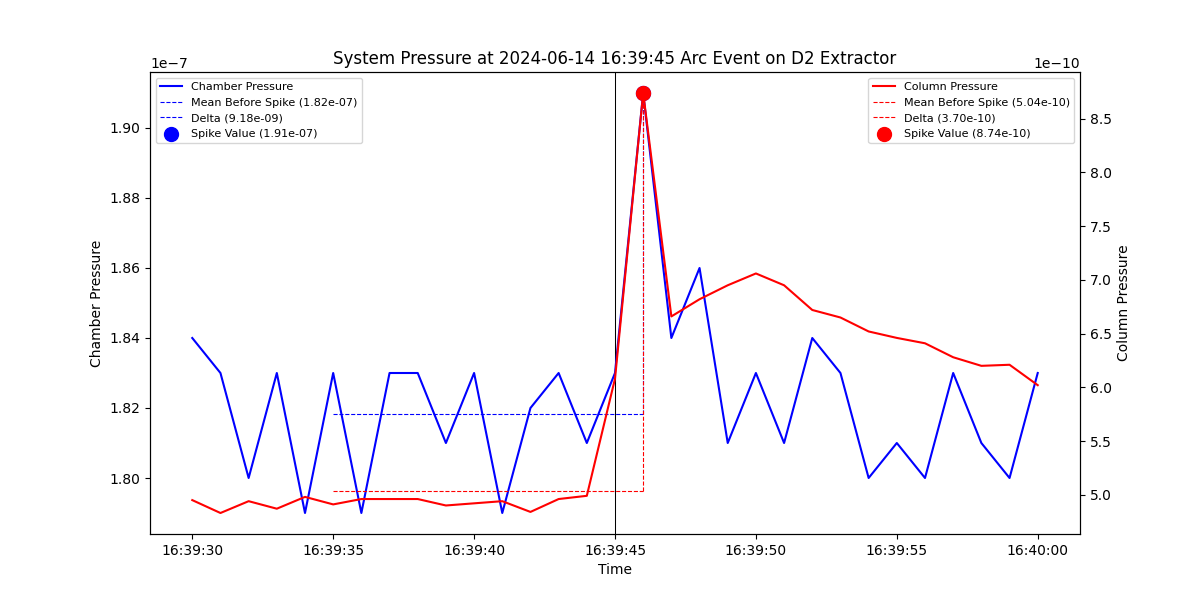 System Pressure at 2024-06-14 16:39:45 Arc Event on D2 Extractor
1e−7
1e−10
Chamber Pressure
Mean Before Spike (1.82e-07)
Delta (9.18e-09)
Spike Value (1.91e-07)
Column Pressure
Mean Before Spike (5.04e-10)
Delta (3.70e-10)
Spike Value (8.74e-10)
1.90
1.88
1.86
1.84
1.82
1.80
Chamber Pressure
8.5
8.0
7.5
7.0
6.5
6.0
5.5
5.0
Column Pressure
16:39:30
16:39:35
16:39:40
16:39:45
16:39:50
16:39:55
16:40:00
Time